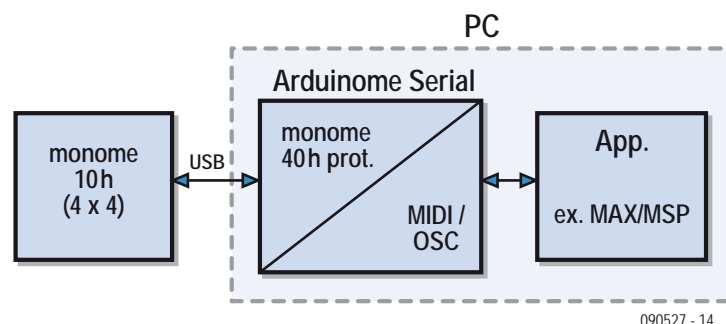 PC
Arduinome Serial
monome
10h
(4 x 4)
USB
monome
40h prot.
MIDI /
OSC
App.
ex. MAX/MSP
090527 - 14